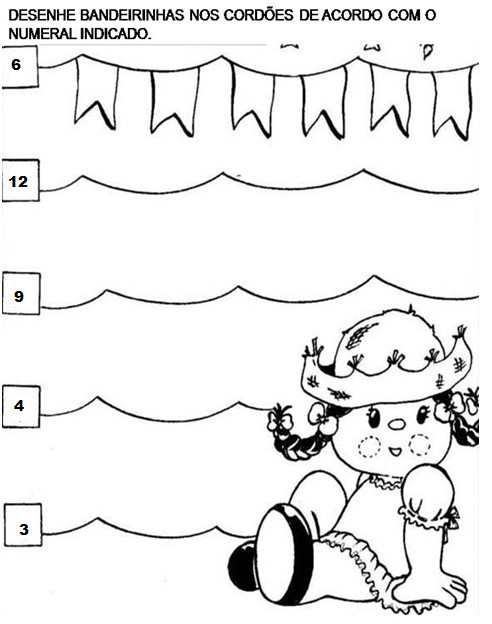 DESENHE BANDEIRINHAS NOS CORDÕES DE ACORDO COM O
NUMERAL INDICADO.
6
12
9
4
3